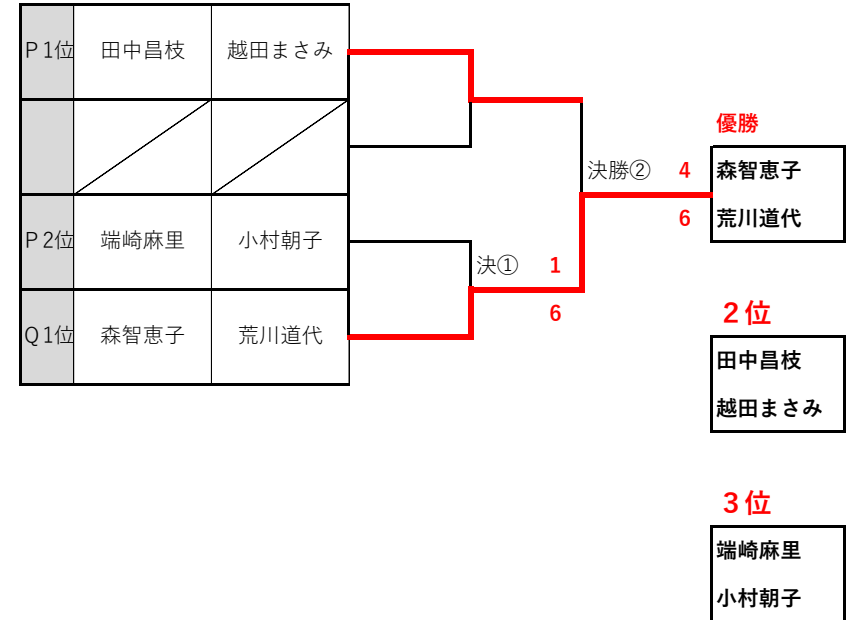 P1位 田中昌枝 越田まさみ
優勝
決勝② 4 森智恵子
6 荒川道代
P2位 端崎麻里 小村朝子
決① 1
6
2位
Q1位 森智恵子 荒川道代
田中昌枝
越田まさみ
3位
端崎麻里
小村朝子